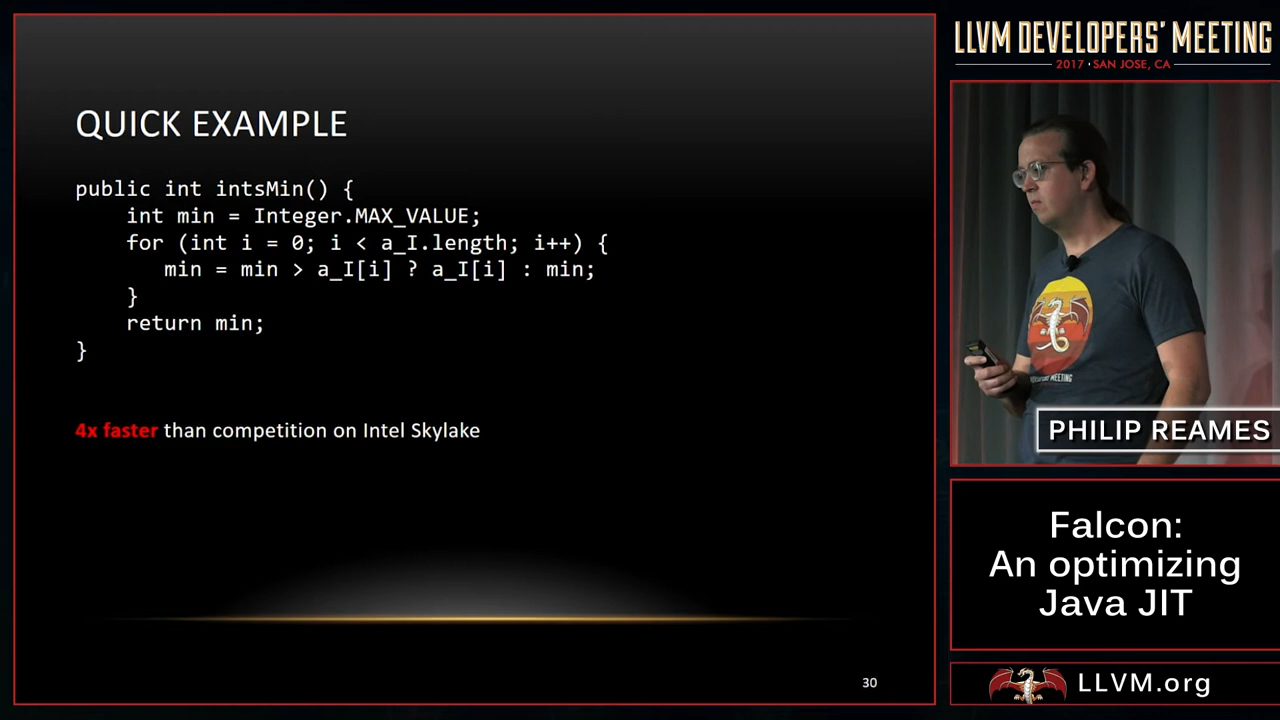 QUICK EXAMPLE
public int intsMin() {
int min = Integer.MAX_VALUE;
for (int i = 0; i < a_I.length; i++) {
min = min > a_I[i] ? a_I[i] : min;
}
return min;
}
4x faster than competition on Intel Skylake
30
LLVM DEVELOPERS' MEETING
2017 · SAN JOSE, CA
PHILIP REAMES
Falcon:
An optimizing
Java JIT
LLVM.org